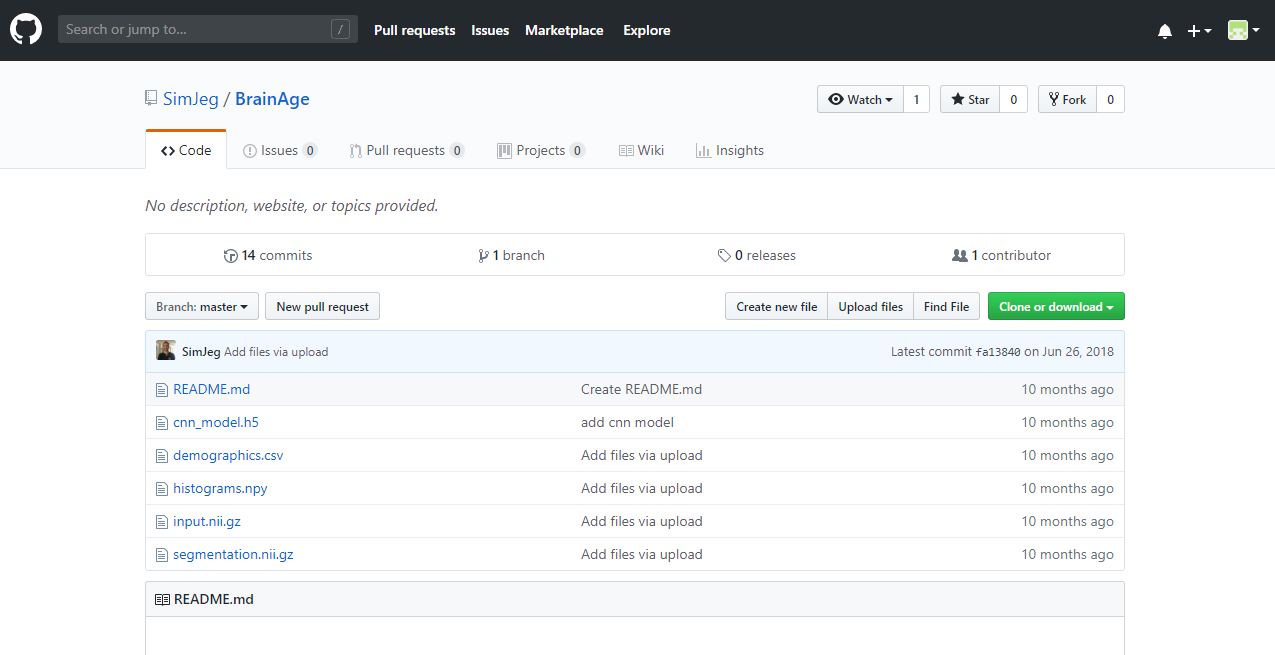 Search or jump to... / Pull requests Issues Marketplace Explore
SimJeg / BrainAge Watch 1 Star 0 Fork 0
Code Issues 0 Pull requests 0 Projects 0 Wiki Insights
No description, website, or topics provided.
14 commits 1 branch 0 releases 1 contributor
Branch: master New pull request Create new file Upload files Find File Clone or download
SimJeg Add files via upload Latest commit fa13840 on Jun 26, 2018
README.md Create README.md 10 months ago
cnn_model.h5 add cnn model 10 months ago
demographics.csv Add files via upload 10 months ago
histograms.npy Add files via upload 10 months ago
input.nii.gz Add files via upload 10 months ago
segmentation.nii.gz Add files via upload 10 months ago
README.md